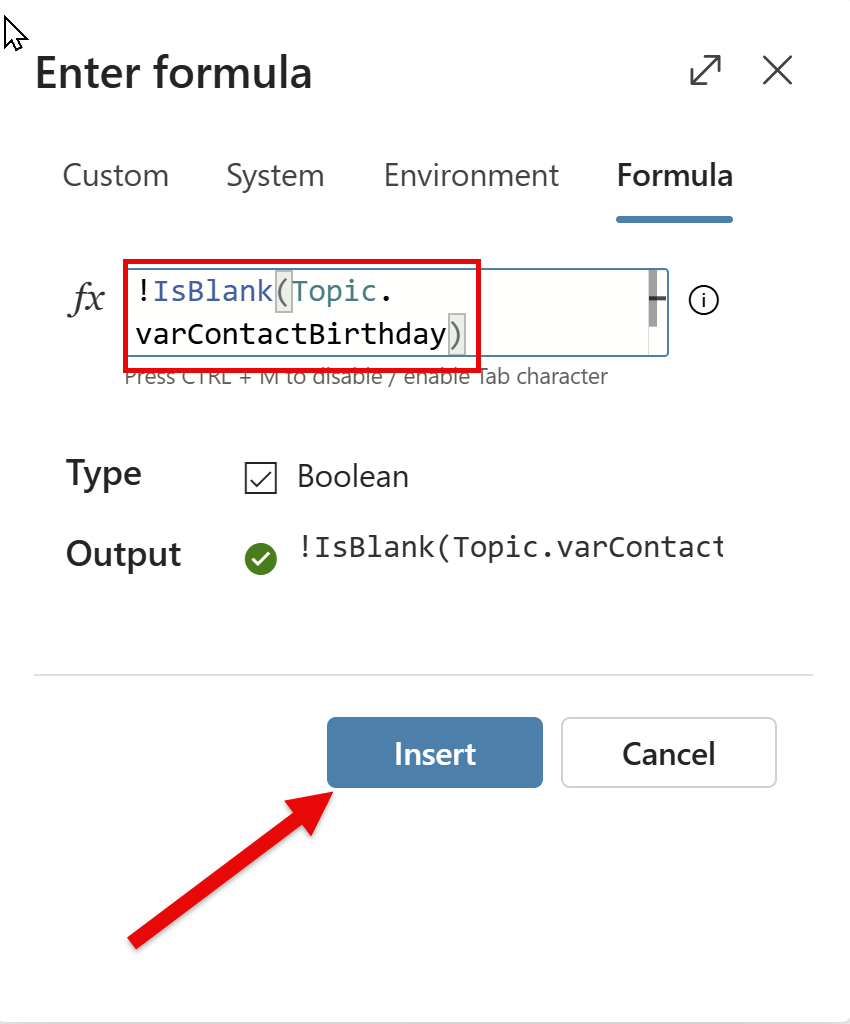 Enter formula
Custom System Environment Formula
fx !IsBlank(Topic.
varContactBirthday)
Press CTRL + M to disable / enable Tab character
Type Boolean
Output !IsBlank(Topic.varContact
Insert Cancel